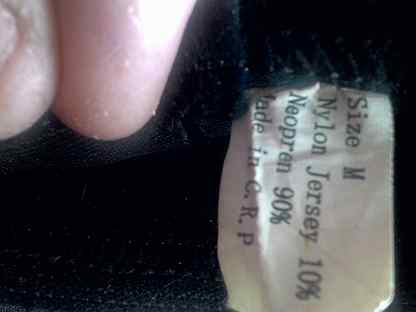 Size M
Nylon Jersey 10%
Neopren 90%
Made in C.R.P